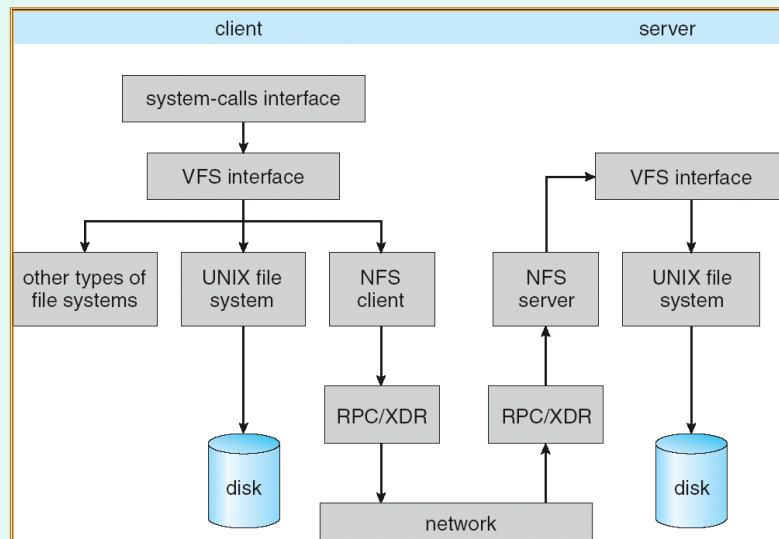 client
server
system-calls interface
VFS interface
VFS interface
other types of
file systems
UNIX file
system
NFS
client
NFS
server
UNIX file
system
RPC/XDR
RPC/XDR
disk
disk
network